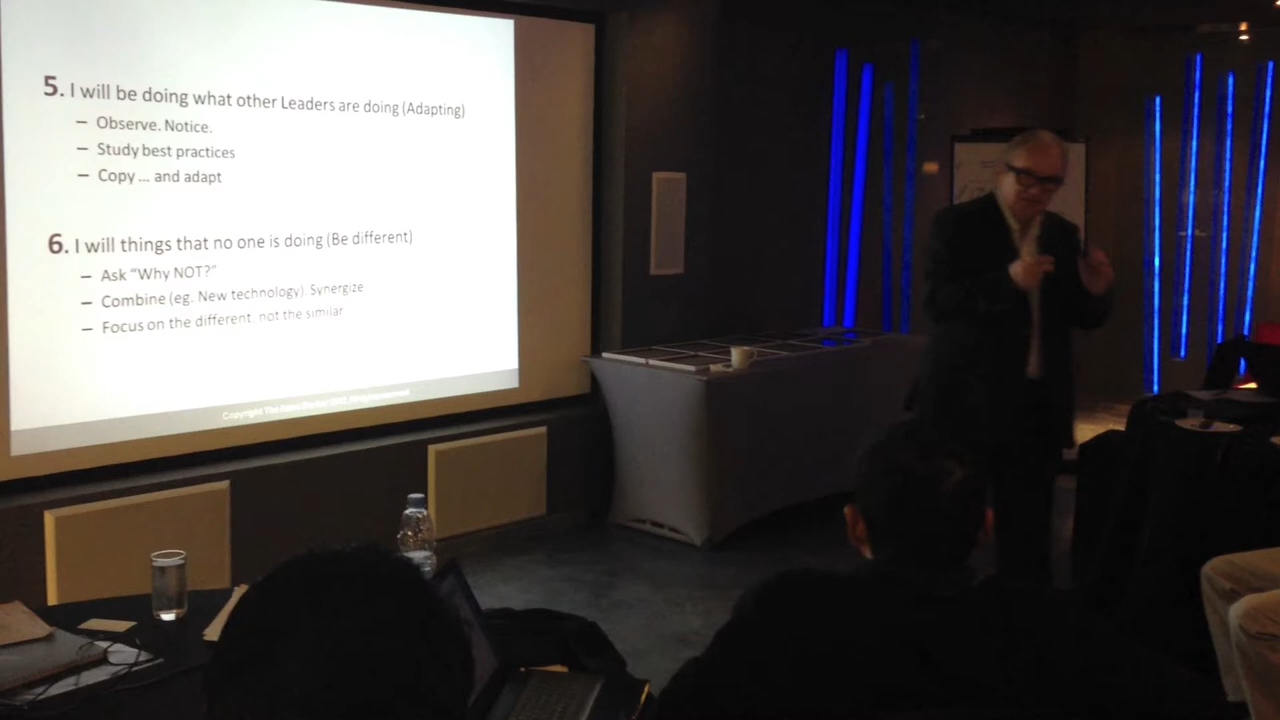 5. I will be doing what other Leaders are doing (Adapting)
– Observe. Notice.
– Study best practices
– Copy ... and adapt
6. I will things that no one is doing (Be different)
– Ask “Why NOT?”
– Combine (eg. New technology). Synergize
– Focus on the different, not the similar
Copyright The